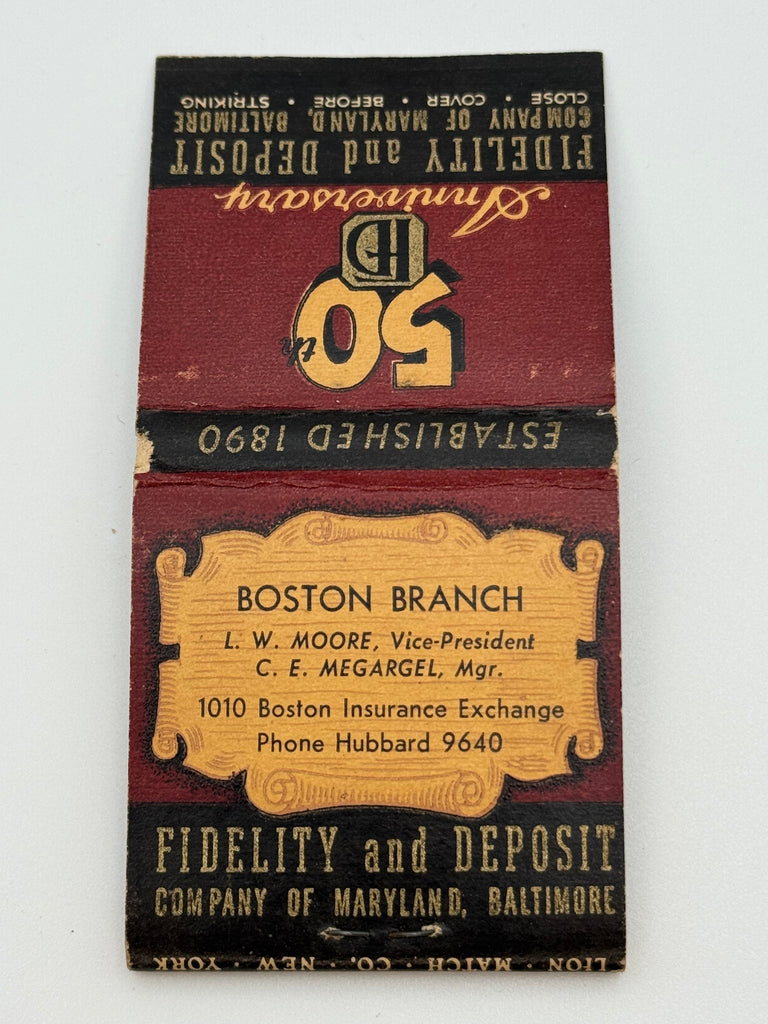 CLOSE • COVER • BEFORE • STRIKING
COMPANY OF MARYLAND, BALTIMORE
FIDELITY and DEPOSIT
Anniversary
FD
50th
ESTABLISHED 1890
BOSTON BRANCH
L. W. MOORE, Vice-President
C. E. MEGARGEL, Mgr.
1010 Boston Insurance Exchange
Phone Hubbard 9640
FIDELITY and DEPOSIT
COMPANY OF MARYLAND, BALTIMORE
LION • MATCH • CO. • NEW • YORK